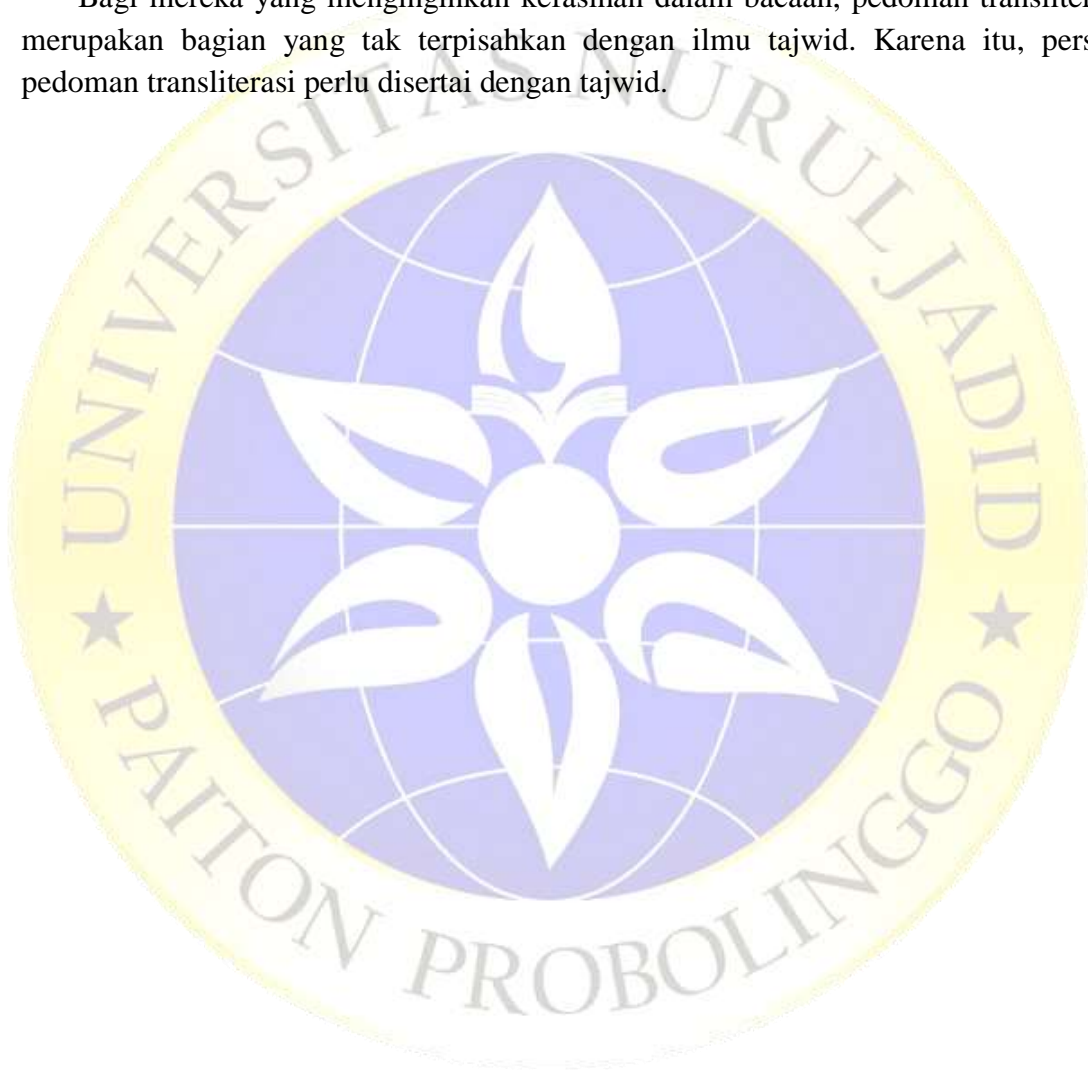 Bagi mereka yang menginginkan kefasihan dalam bacaan, pedoman transliter
merupakan bagian yang tak terpisahkan dengan ilmu tajwid. Karena itu, pers
pedoman transliterasi perlu disertai dengan tajwid.
UNIVERSITAS NURUL JADID
★ PAITON PROBOLINGGO ★